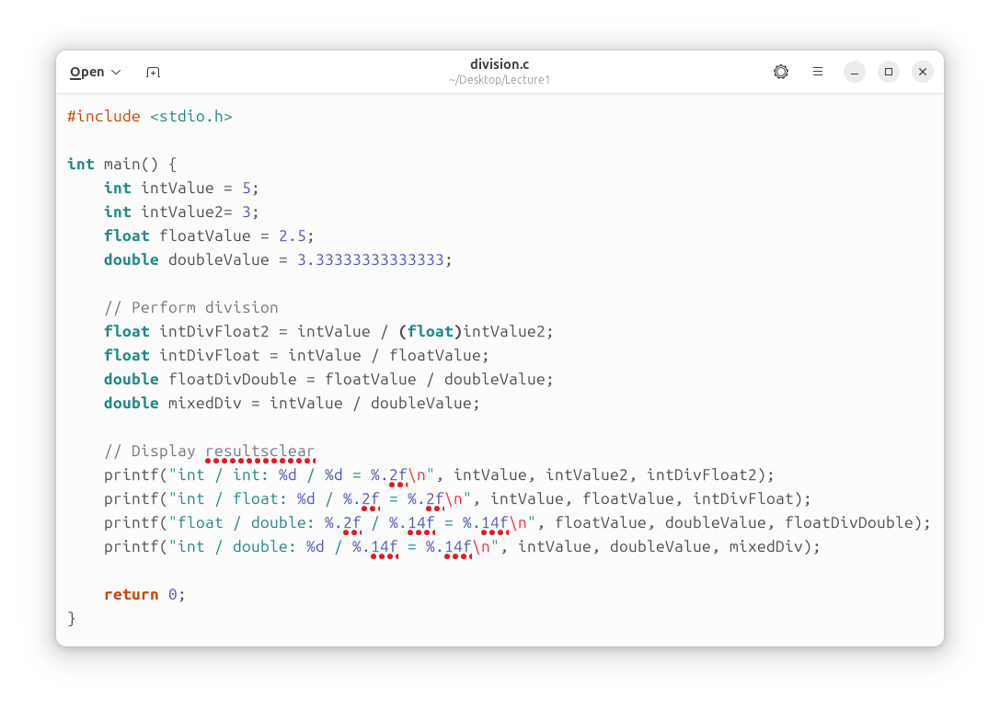 Open
division.c
~/Desktop/Lecture1
#include <stdio.h>
int main() {
    int intValue = 5;
    int intValue2= 3;
    float floatValue = 2.5;
    double doubleValue = 3.33333333333333;
    // Perform division
    float intDivFloat2 = intValue / (float)intValue2;
    float intDivFloat = intValue / floatValue;
    double floatDivDouble = floatValue / doubleValue;
    double mixedDiv = intValue / doubleValue;
    // Display resultsclear
    printf("int / int: %d / %d = %.2f\n", intValue, intValue2, intDivFloat2);
    printf("int / float: %d / %.2f = %.2f\n", intValue, floatValue, intDivFloat);
    printf("float / double: %.2f / %.14f = %.14f\n", floatValue, doubleValue, floatDivDouble);
    printf("int / double: %d / %.14f = %.14f\n", intValue, doubleValue, mixedDiv);
    return 0;
}